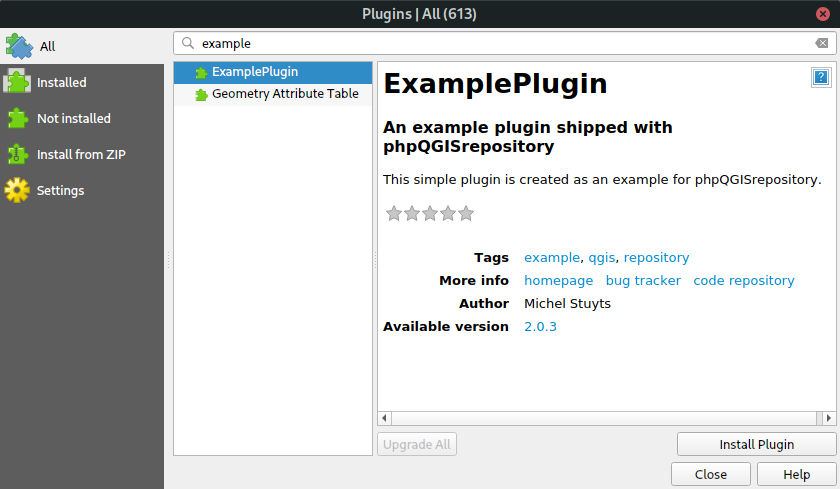 Plugins | All (613)
All
Installed
Not installed
Install from ZIP
Settings
example
ExamplePlugin
Geometry Attribute Table
ExamplePlugin
?
An example plugin shipped with
phpQGISrepository
This simple plugin is created as an example for phpQGISrepository.
Tags example, qgis, repository
More info homepage bug tracker code repository
Author Michel Stuyts
Available version 2.0.3
Upgrade All
Install Plugin
Close
Help